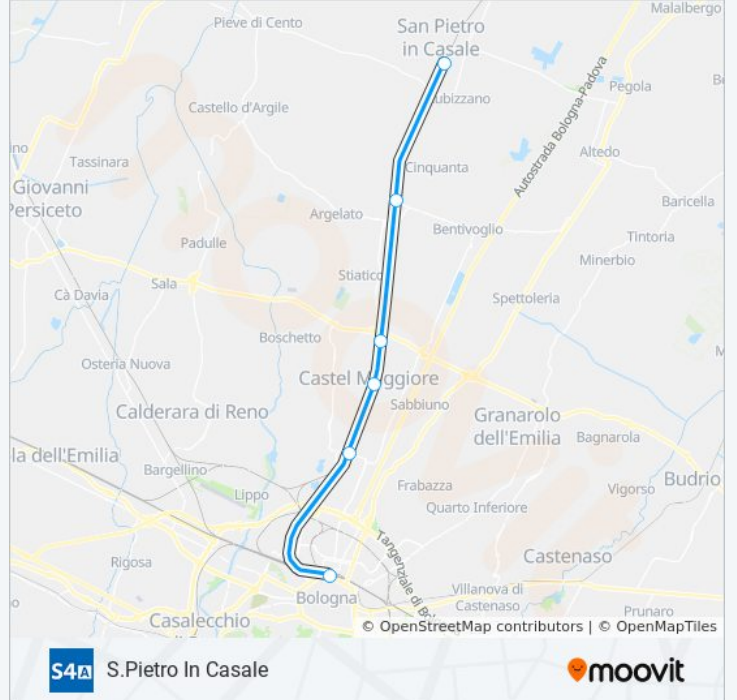 Malalbergo
Pieve di Cento
San Pietro
in Casale
Pegola
ubizzano
Castello d'Argile
Autostrada Bologna-Padova
ino
Altedo
Tassinara
Cinquanta
Giovanni
Persiceto
Baricella
Argelato
Bentivoglio
Tintoria
Padulle
Minerbio
Stiatico
Sala
Cà Davia
Spettoleria
Boschetto
Osteria Nuova
Castel M ggiore
Sabbiuno
Calderara di Reno
Granarolo
dell'Emilia
Bagnarola
la dell'Emilia
Bargellino
Budrio
Vigorso
Frabazza
Lippo
Quarto Inferiore
Tangenziale di Bo
Castenaso
Rigosa
Villanova di
Castenaso
Bologna
Prunaro
Casalecchio
© OpenStreetMap contributors | © OpenMapTiles
S4A S.Pietro In Casale
moovit